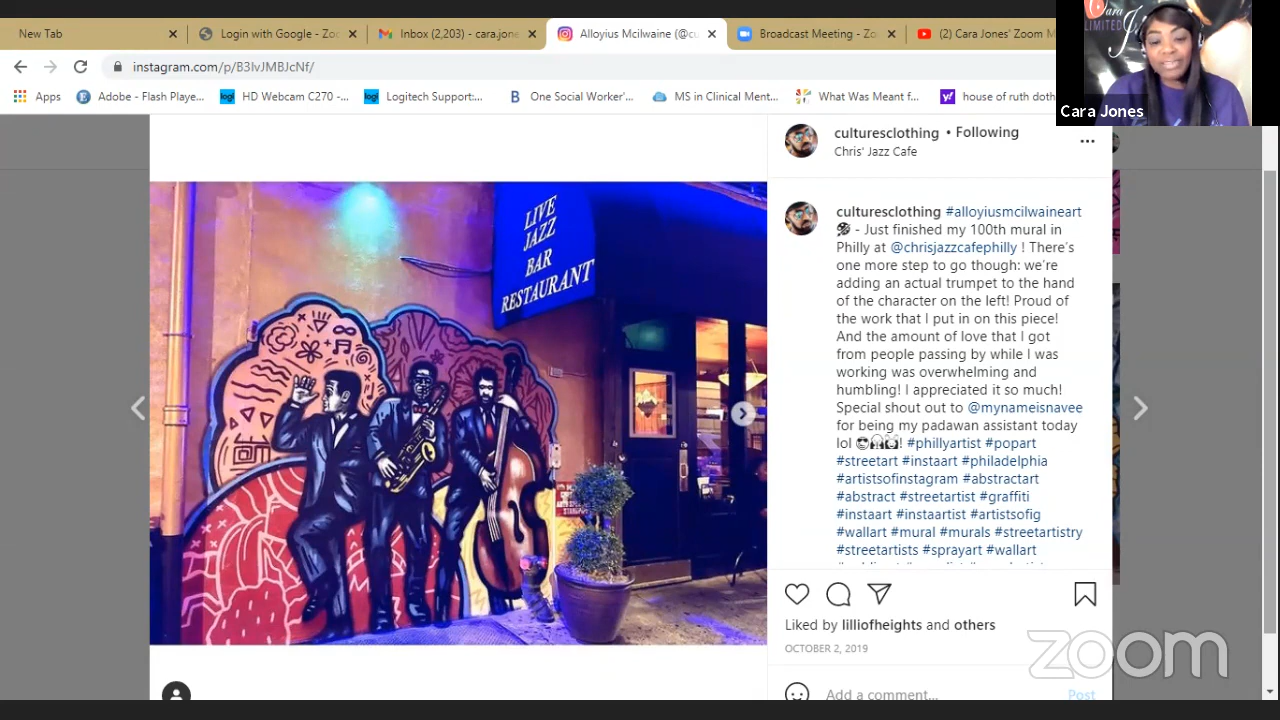 New Tab
Login with Google - Zoo
Inbox (2,203) - cara.jone
Alloyius Mcilwaine (@cu
Broadcast Meeting - Zo
(2) Cara Jones' Zoom M
instagram.com/p/B3IvJMBJcNf/
Apps
Adobe - Flash Playe...
HD Webcam C270 -...
Logitech Support:...
One Social Worker'...
MS in Clinical Ment...
What Was Meant f...
house of ruth doth
Cara Jones
culturesclothing • Following
Chris' Jazz Cafe
culturesclothing #alloyiusmcilwaineart
- Just finished my 100th mural in
Philly at @chrisjazzcafephilly ! There's
one more step to go though: we're
adding an actual trumpet to the hand
of the character on the left! Proud of
the work that I put in on this piece!
And the amount of love that I got
from people passing by while I was
working was overwhelming and
humbling! I appreciated it so much!
Special shout out to @mynameisnavee
for being my padawan assistant today
lol 😎🙌🏻! #phillyartist #popart
#streetart #instaart #philadelphia
#artistsofinstagram #abstractart
#abstract #streetartist #graffiti
#instaart #instaartist #artistsofig
#wallart #mural #murals #streetartistry
#streetartists #sprayart #wallart
LIVE
JAZZ
BAR
RESTAURANT
Liked by lilliofheights and others
OCTOBER 2, 2019
Add a comment...
Post
zoom